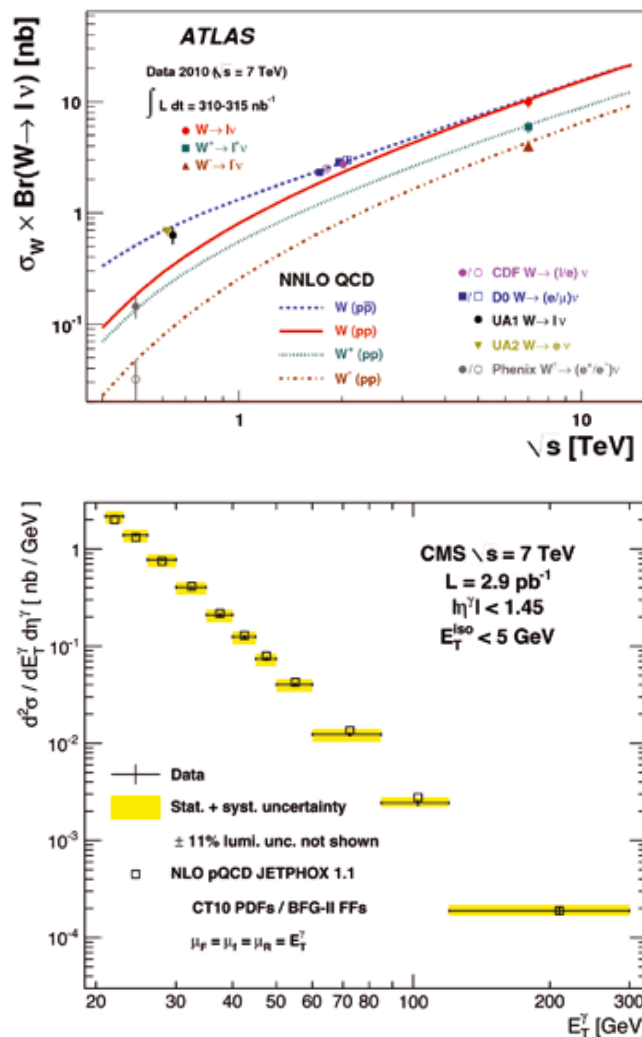 ATLAS
Data 2010 (√s = 7 TeV)
∫ L dt = 310-315 nb⁻¹
W→ lν
W⁺→ l⁺ν
W⁻→ l⁻ν
σ_W × Br(W→ lν) [nb]
10
1
10⁻¹
NNLO QCD
W (pp̄)
W (pp)
W⁺ (pp)
W⁻ (pp)
●/○ CDF W→ (l/e) ν
■/□ D0 W→ (e/μ) ν
UA1 W→ lν
UA2 W→ eν
●/○ Phenix W^±→ (e⁺/e⁻)ν
1
10
√s [TeV]
d²σ / dE_T^γ dη^γ [ nb / GeV ]
1
10⁻¹
10⁻²
10⁻³
10⁻⁴
CMS √s = 7 TeV
L = 2.9 pb⁻¹
|η^γ| < 1.45
E_T^iso < 5 GeV
Data
Stat. + syst. uncertainty
± 11% lumi. unc. not shown
NLO pQCD JETPHOX 1.1
CT10 PDFs / BFG-II FFs
μ_F = μ_f = μ_R = E_T^γ
20 30 40 50 60 70 80 100 200 300
E_T^γ [GeV]